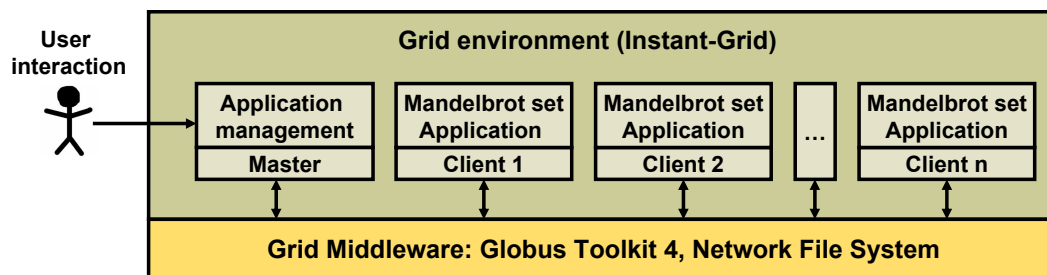 User
interaction
Grid environment (Instant-Grid)
Application
management
Master
Mandelbrot set
Application
Client 1
Mandelbrot set
Application
Client 2
...
Mandelbrot set
Application
Client n
Grid Middleware: Globus Toolkit 4, Network File System